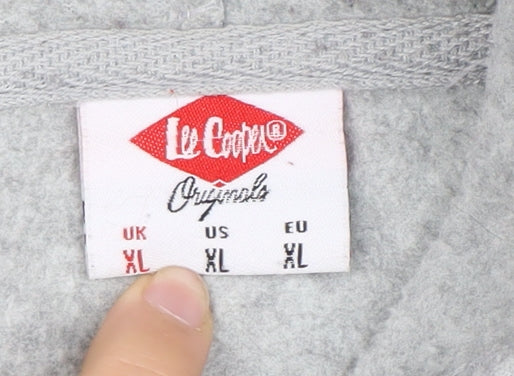 Lee Cooper®
Originals
UK US EU
XL XL XL